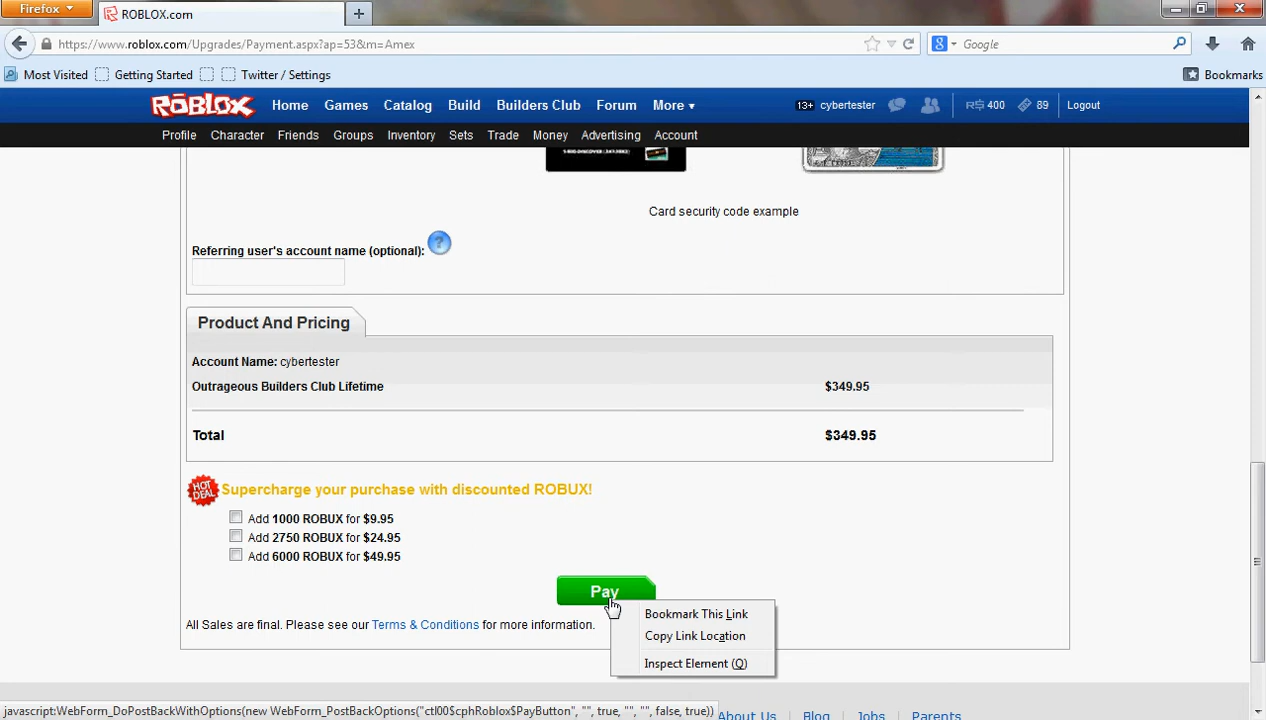 Firefox
ROBLOX.com
https://www.roblox.com/Upgrades/Payment.aspx?ap=53&m=Amex
Google
Most Visited Getting Started Twitter / Settings Bookmarks
ROBLOX Home Games Catalog Build Builders Club Forum More 13+ cybertester R$ 400 89 Logout
Profile Character Friends Groups Inventory Sets Trade Money Advertising Account
Card security code example
Referring user's account name (optional): ?
Product And Pricing
Account Name: cybertester
Outrageous Builders Club Lifetime $349.95
Total $349.95
HOT DEAL Supercharge your purchase with discounted ROBUX!
Add 1000 ROBUX for $9.95
Add 2750 ROBUX for $24.95
Add 6000 ROBUX for $49.95
Pay
Bookmark This Link
All Sales are final. Please see our Terms & Conditions for more information.
Copy Link Location
Inspect Element (Q)
javascript:WebForm_DoPostBackWithOptions(new WebForm_PostBackOptions("ctl00$cphRoblox$PayButton", "", true, "", "", false, true))
About Us Blog Jobs Parents